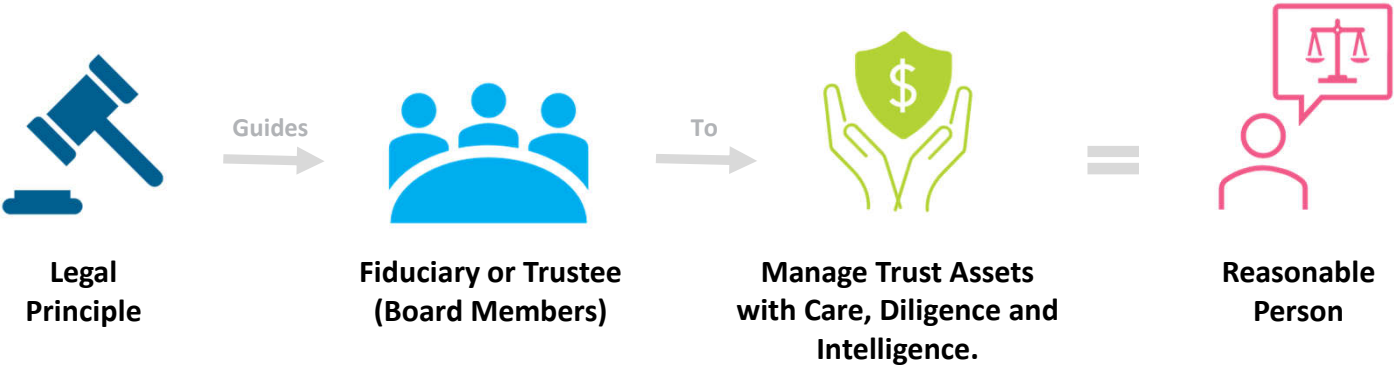 Guides
To
$
Legal
Principle
Fiduciary or Trustee
(Board Members)
Manage Trust Assets
with Care, Diligence and
Intelligence.
Reasonable
Person